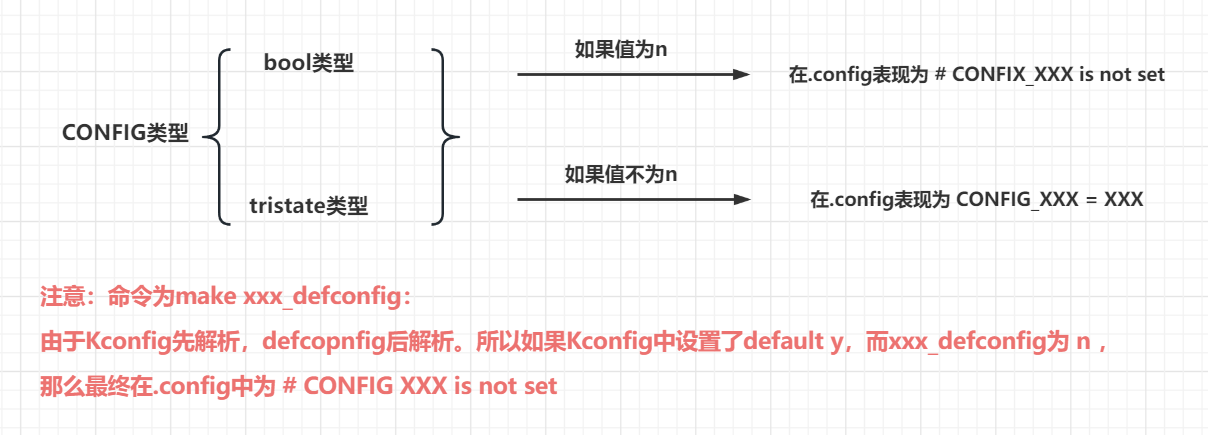 CONFIG类型
bool类型
tristate类型
如果值为n
在.config表现为 # CONFIX_XXX is not set
如果值不为n
在.config表现为 CONFIG_XXX = XXX
注意：命令为make xxx_defconfig：
由于Kconfig先解析，defcopnfig后解析。所以如果Kconfig中设置了default y，而xxx_defconfig为 n ，
那么最终在.config中为 # CONFIG XXX is not set